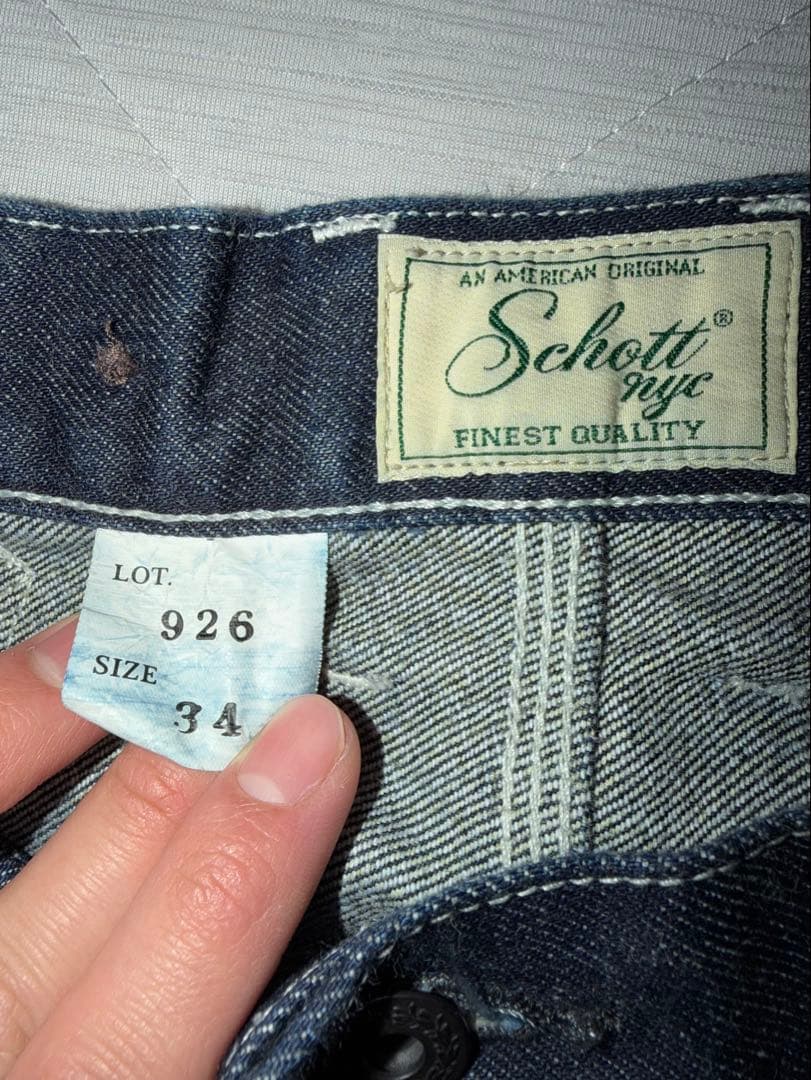 AN AMERICAN ORIGINAL
Schott®
nyc
FINEST QUALITY
LOT.
926
SIZE
34